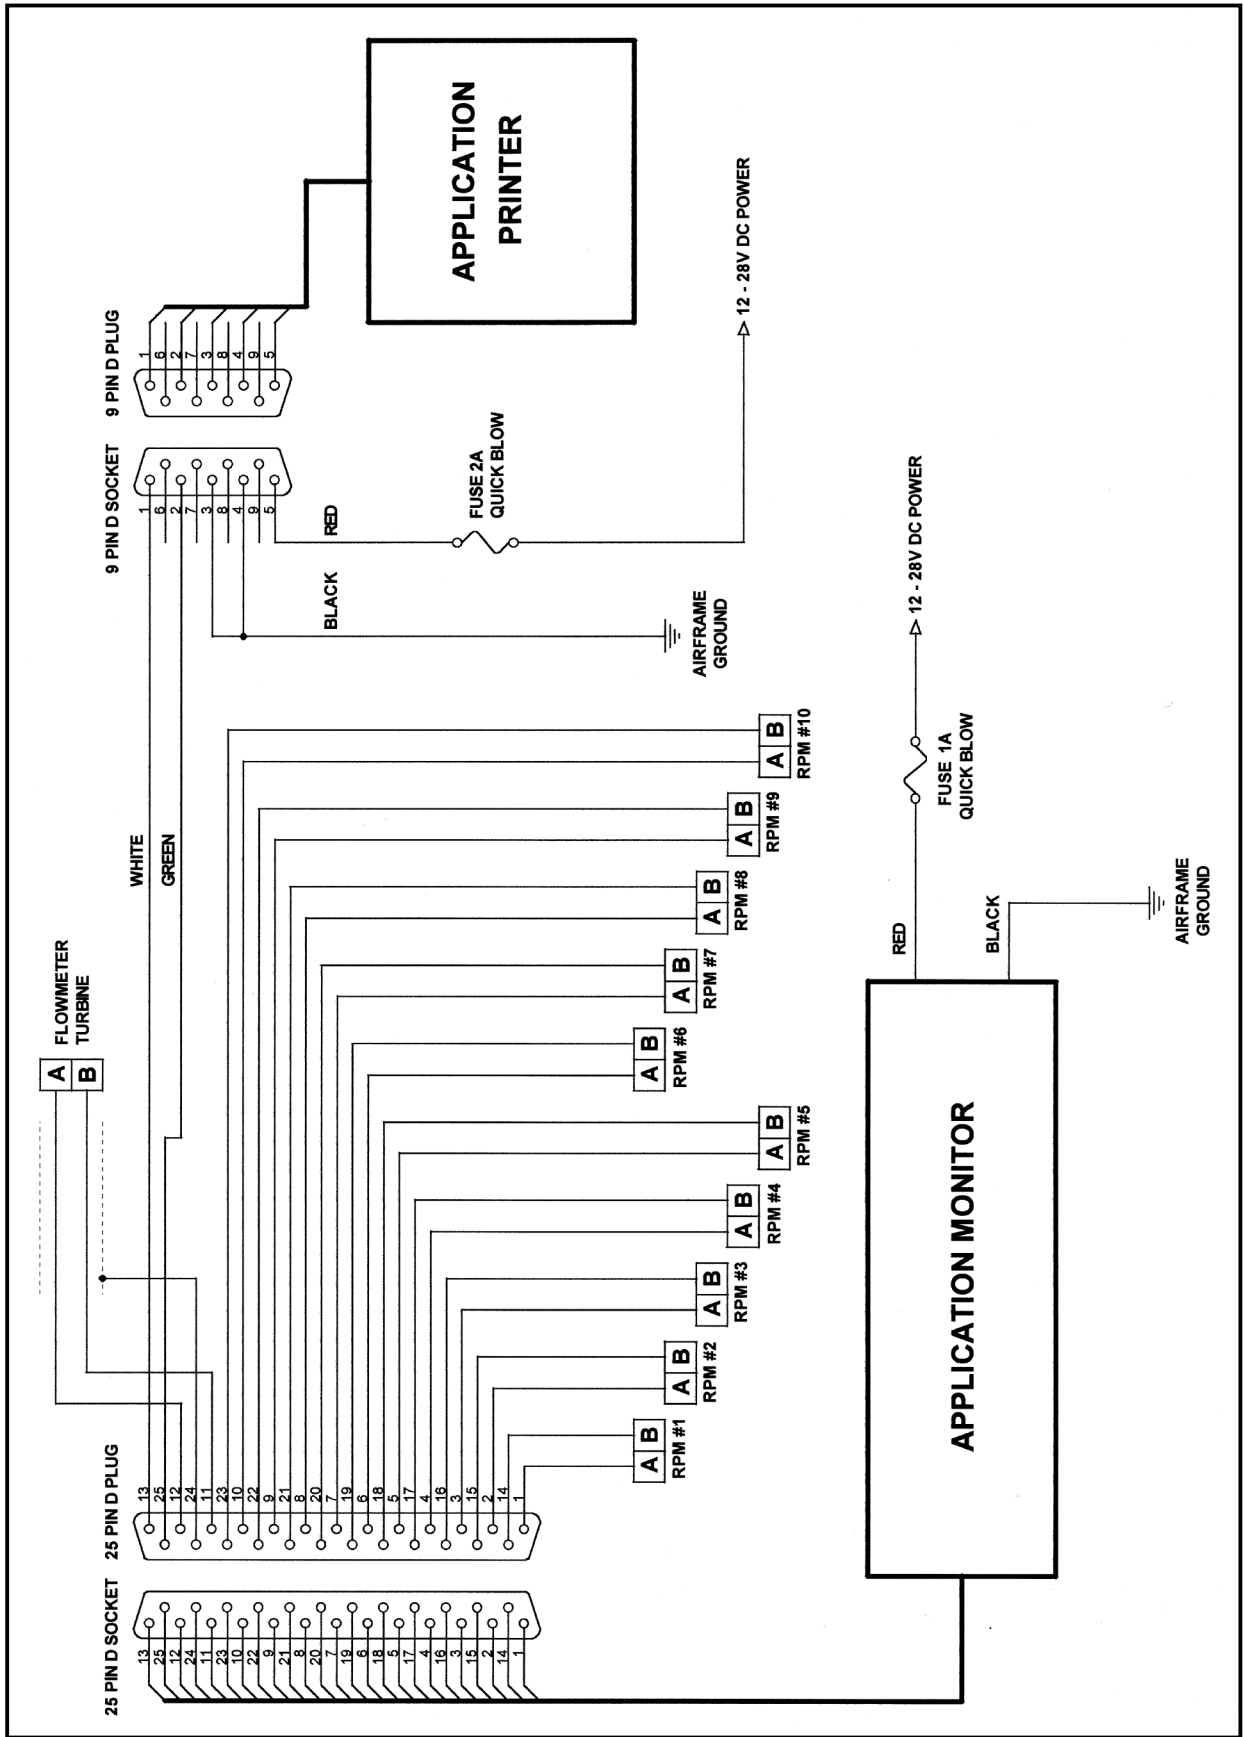 25 PIN D SOCKET
13
25
12
24
11
23
10
22
9
21
8
20
7
19
6
18
5
17
4
16
3
15
2
14
1
25 PIN D PLUG
13
25
12
24
11
23
10
22
9
21
8
20
7
19
6
18
5
17
4
16
3
15
2
14
1
FLOWMETER
TURBINE
A
B
WHITE
GREEN
A B
RPM #1
A B
RPM #2
A B
RPM #3
A B
RPM #4
A B
RPM #5
A B
RPM #6
A B
RPM #7
A B
RPM #8
A B
RPM #9
A B
RPM #10
9 PIN D SOCKET
1
6
2
7
3
8
4
9
5
9 PIN D PLUG
1
6
2
7
3
8
4
9
5
BLACK
RED
AIRFRAME
GROUND
FUSE 2A
QUICK BLOW
12 - 28V DC POWER
APPLICATION
PRINTER
APPLICATION MONITOR
RED
BLACK
FUSE 1A
QUICK BLOW
12 - 28V DC POWER
AIRFRAME
GROUND